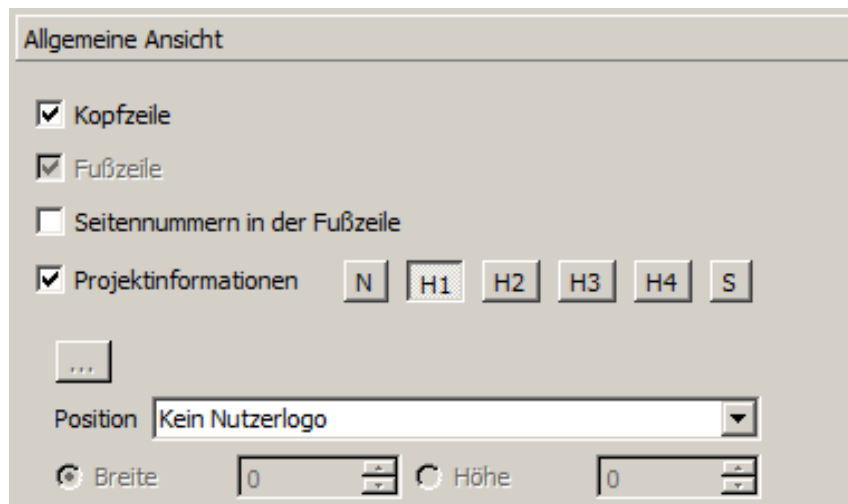 Allgemeine Ansicht
Kopfzeile
Fußzeile
Seitennummern in der Fußzeile
Projektinformationen N H1 H2 H3 H4 S
...
Position Kein Nutzerlogo
Breite 0 Höhe 0